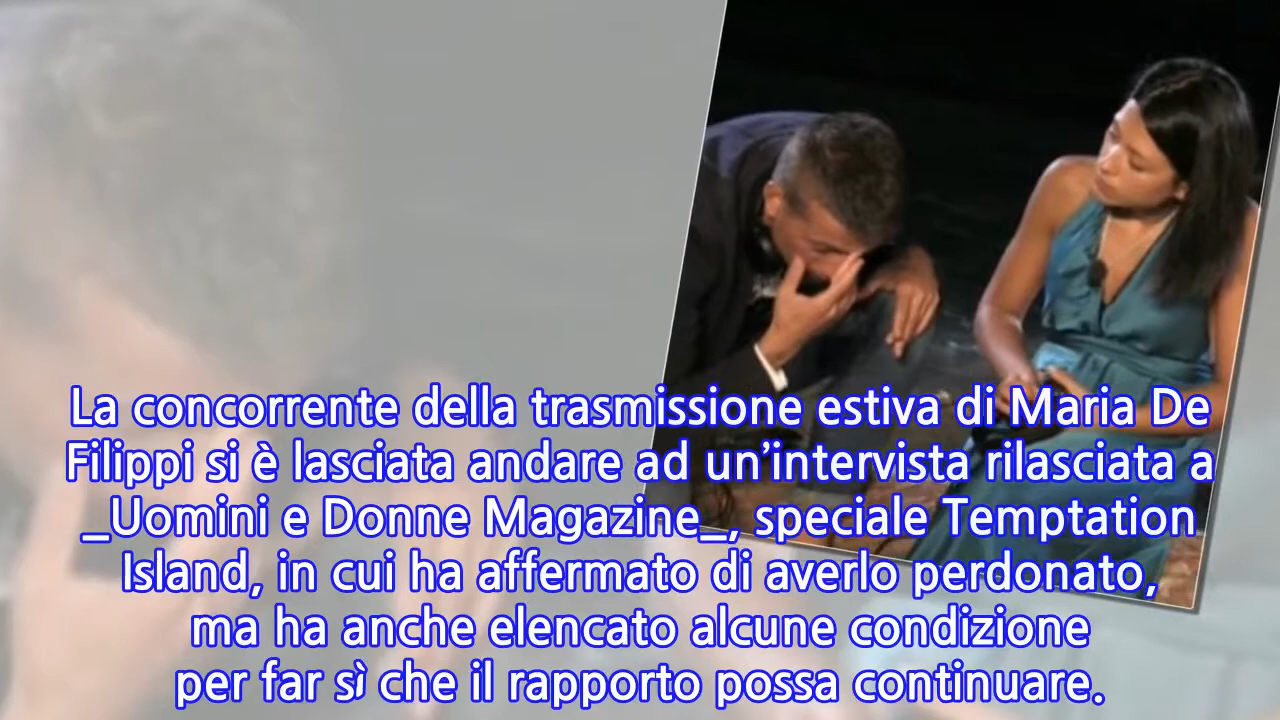 La concorrente della trasmissione estiva di Maria De
Filippi si è lasciata andare ad un’intervista rilasciata a
_Uomini e Donne Magazine_, speciale Temptation
Island, in cui ha affermato di averlo perdonato,
ma ha anche elencato alcune condizione
per far sì che il rapporto possa continuare.